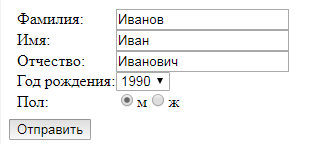 Фамилия: Иванов
Имя: Иван
Отчество: Иванович
Год рождения: 1990
Пол: м ж
Отправить